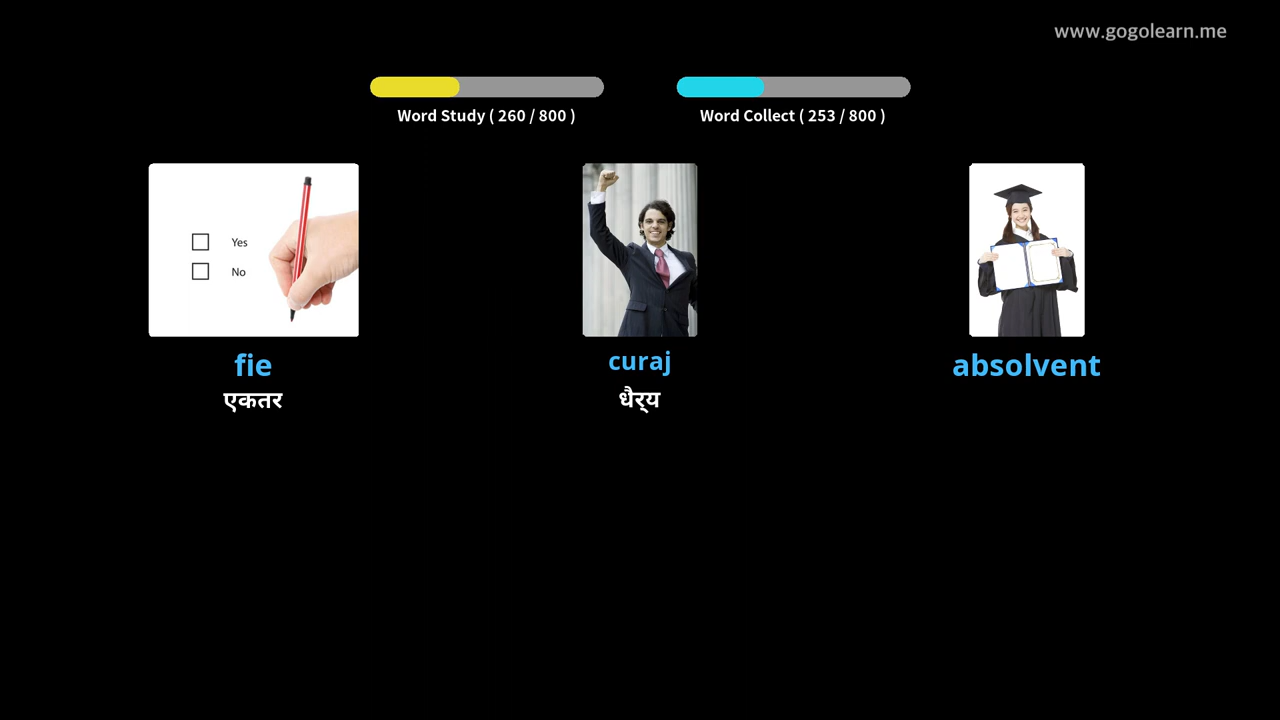 www.gogolearn.me
Word Study ( 260 / 800 )
Word Collect ( 253 / 800 )
Yes
No
fie
curaj
absolvent
एकतर
धैर्‍य